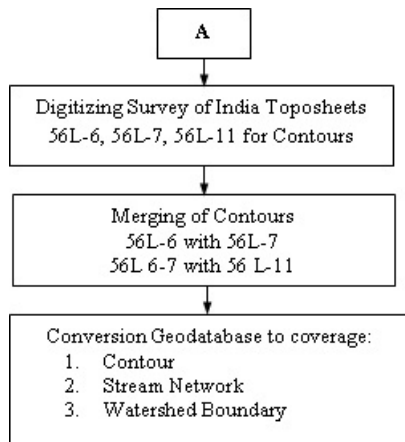 A
Digitizing Survey of India Toposheets
56L-6, 56L-7, 56L-11 for Contours
Merging of Contours
56L-6 with 56L-7
56L 6-7 with 56 L-11
Conversion Geodatabase to coverage:
1. Contour
2. Stream Network
3. Watershed Boundary